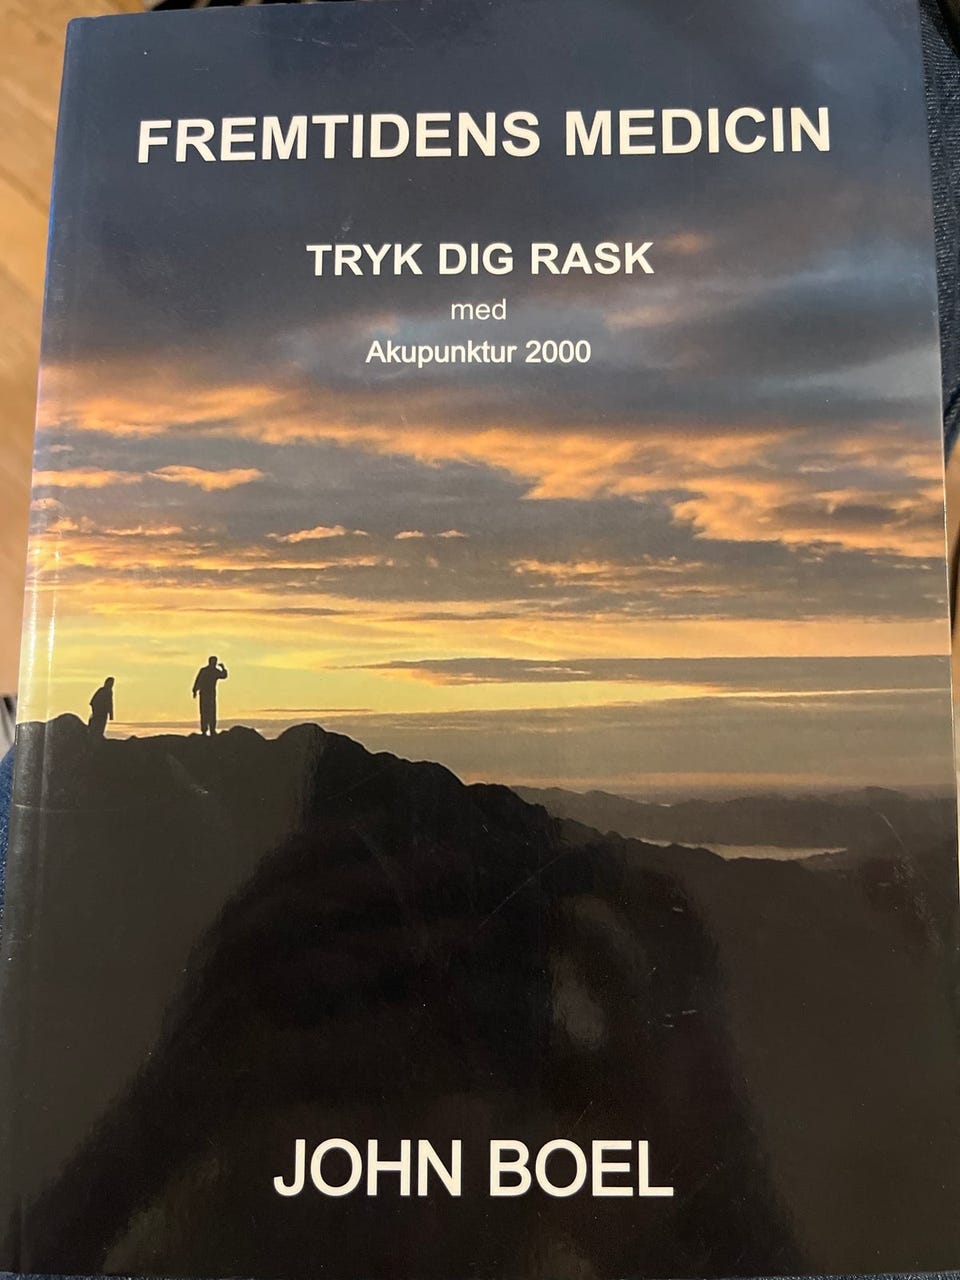 FREMTIDENS MEDICIN
TRYK DIG RASK
med
Akupunktur 2000
JOHN BOEL